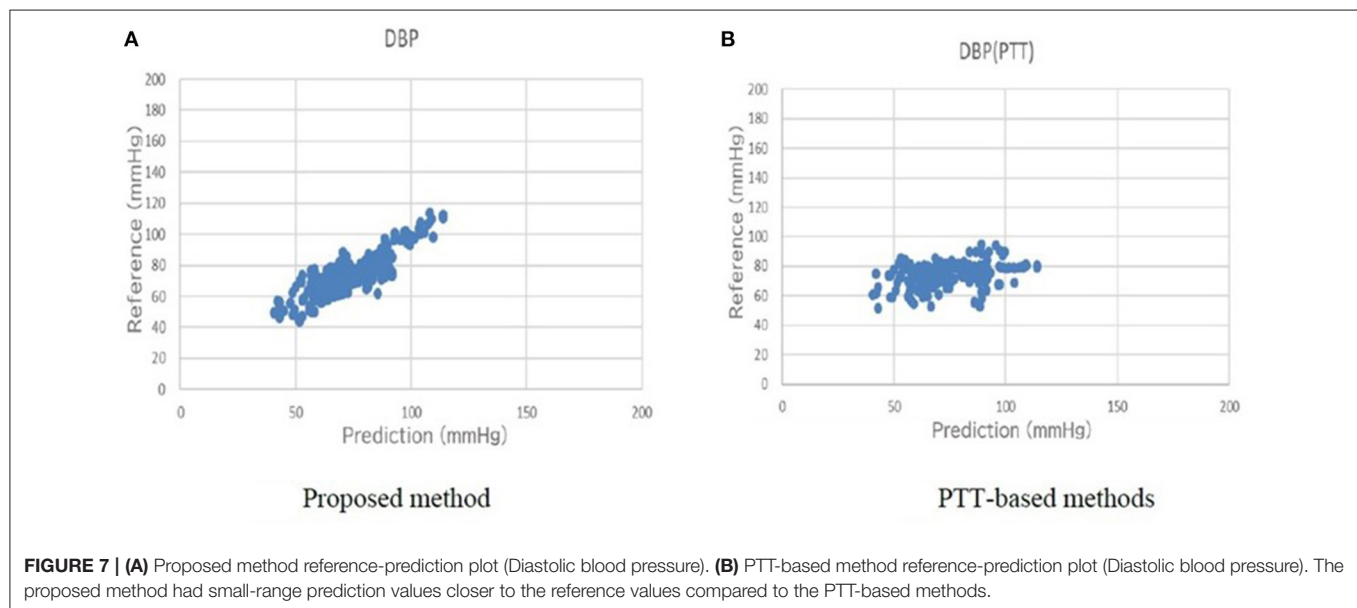 A
DBP
200
180
160
140
120
100
80
60
40
20
0
Reference (mmHg)
0 50 100 150 200
Prediction (mmHg)
Proposed method
B
DBP(PTT)
200
180
160
140
120
100
80
60
40
20
0
Reference (mmHg)
0 50 100 150 200
Prediction (mmHg)
PTT-based methods
FIGURE 7 | (A) Proposed method reference-prediction plot (Diastolic blood pressure). (B) PTT-based method reference-prediction plot (Diastolic blood pressure). The
proposed method had small-range prediction values closer to the reference values compared to the PTT-based methods.